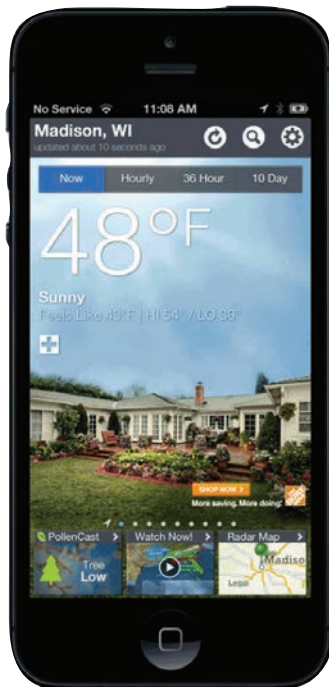 No Service 11:08 AM
Madison, WI
updated about 10 seconds ago
Now Hourly 36 Hour 10 Day
48°F
Sunny
Feels Like 43°F | HI 54° / LO 39°
SHOP NOW >
More saving. More doing.
PollenCast > Watch Now! > Radar Map >
Tree
Low
Madiso
Legal